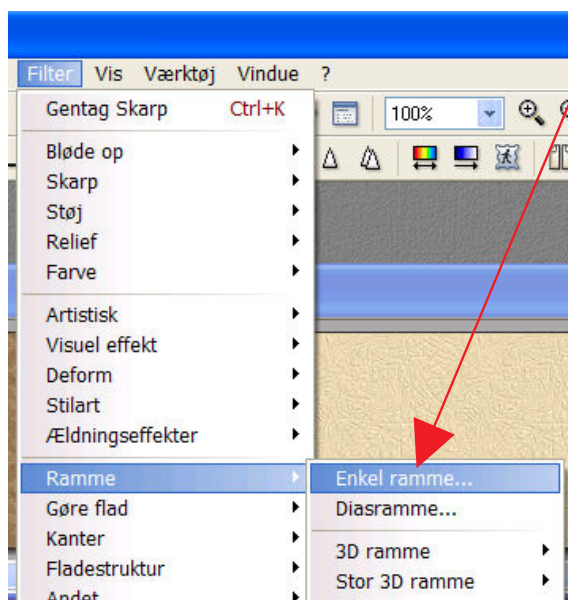 Filter Vis Værktøj Vindue ?
Gentag Skarp Ctrl+K
100%
Bløde op
Skarp
Støj
Relief
Farve
Artistisk
Visuel effekt
Deform
Stilart
Ældningseffekter
Ramme
Enkel ramme...
Gøre flad
Diasramme...
Kanter
3D ramme
Fladestruktur
Stor 3D ramme
Andet